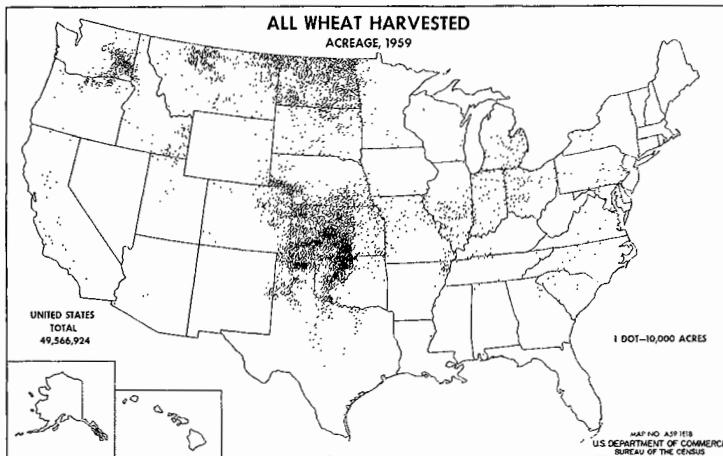 ALL WHEAT HARVESTED
ACREAGE, 1959
UNITED STATES
TOTAL
49,566,924
1 DOT—10,000 ACRES
MAP NO. A59 1E18
U.S. DEPARTMENT OF COMMERCE
BUREAU OF THE CENSUS